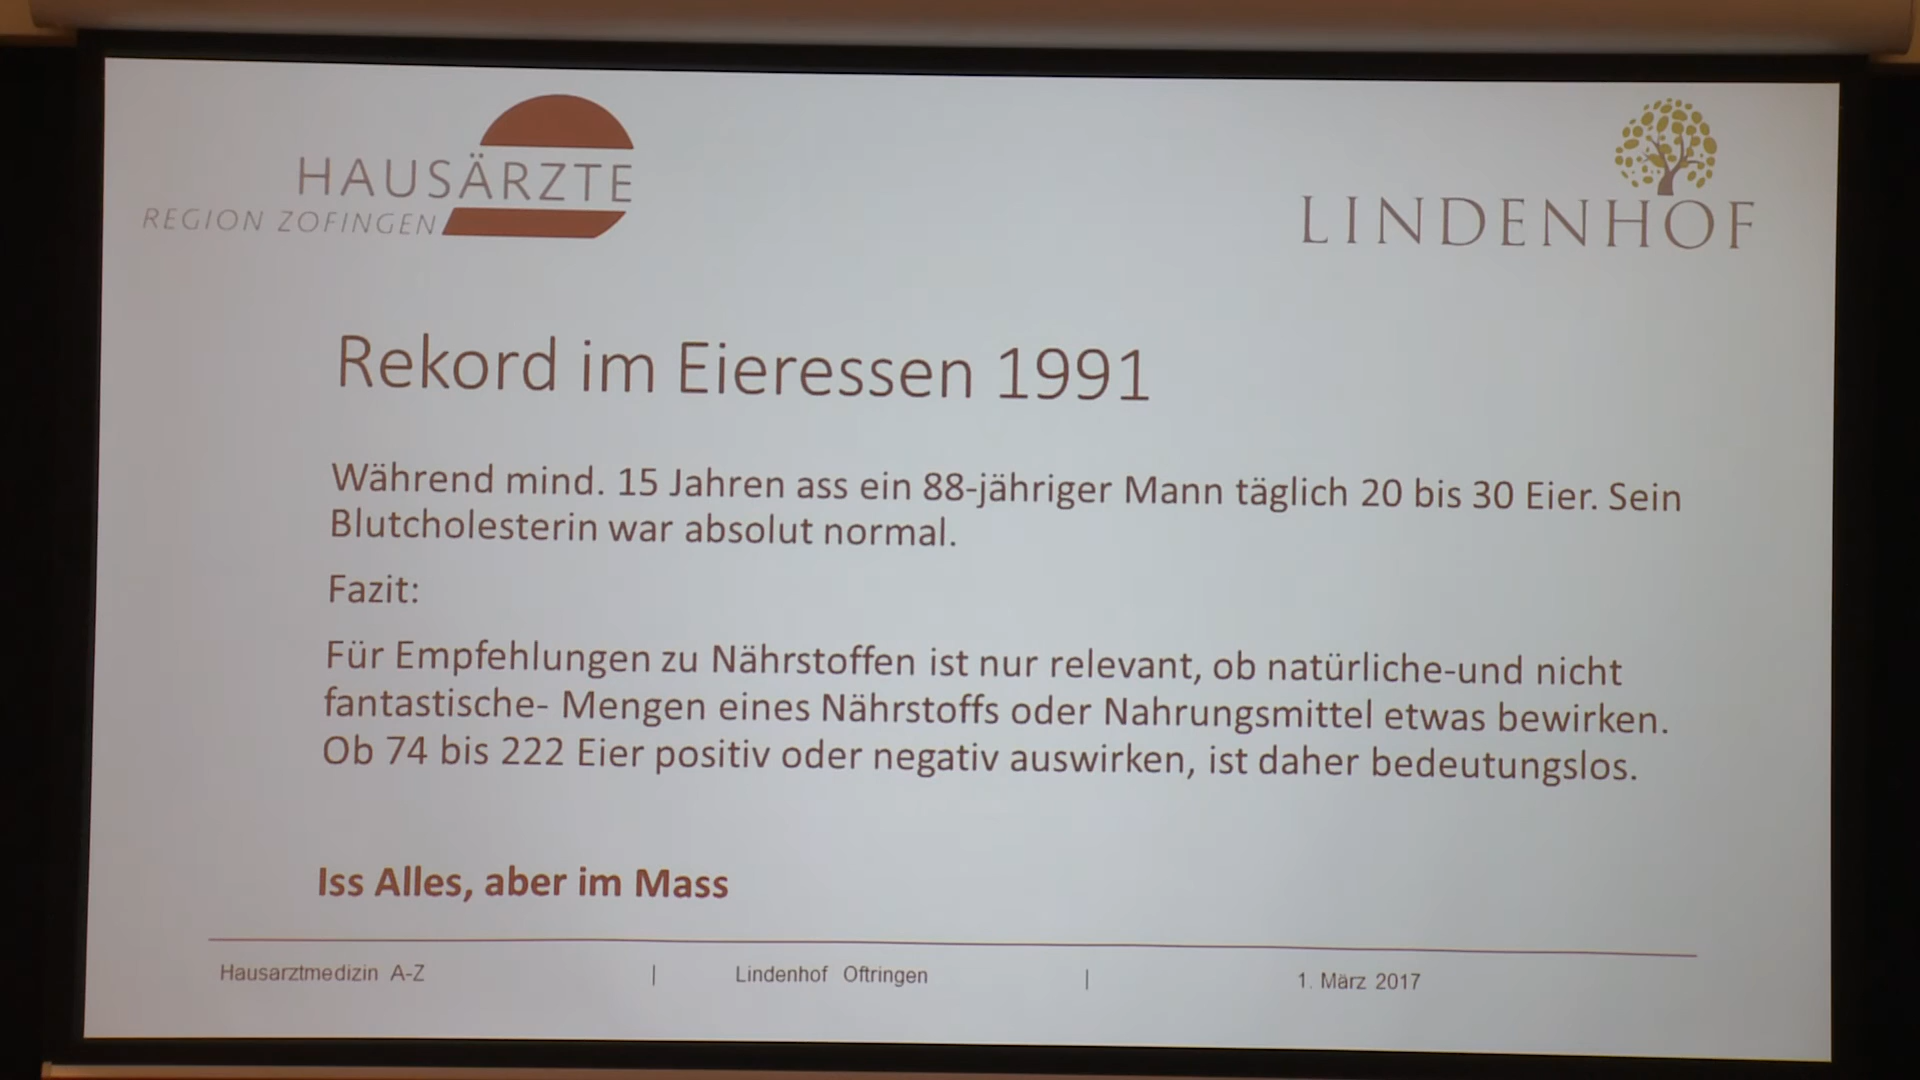 HAUSÄRZTE
REGION ZOFINGEN
LINDENHOF
Rekord im Eieressen 1991
Während mind. 15 Jahren ass ein 88-jähriger Mann täglich 20 bis 30 Eier. Sein
Blutcholesterin war absolut normal.
Fazit:
Für Empfehlungen zu Nährstoffen ist nur relevant, ob natürliche-und nicht
fantastische- Mengen eines Nährstoffs oder Nahrungsmittel etwas bewirken.
Ob 74 bis 222 Eier positiv oder negativ auswirken, ist daher bedeutungslos.
Iss Alles, aber im Mass
Hausarztmedizin A-Z | Lindenhof Oftringen | 1. März 2017